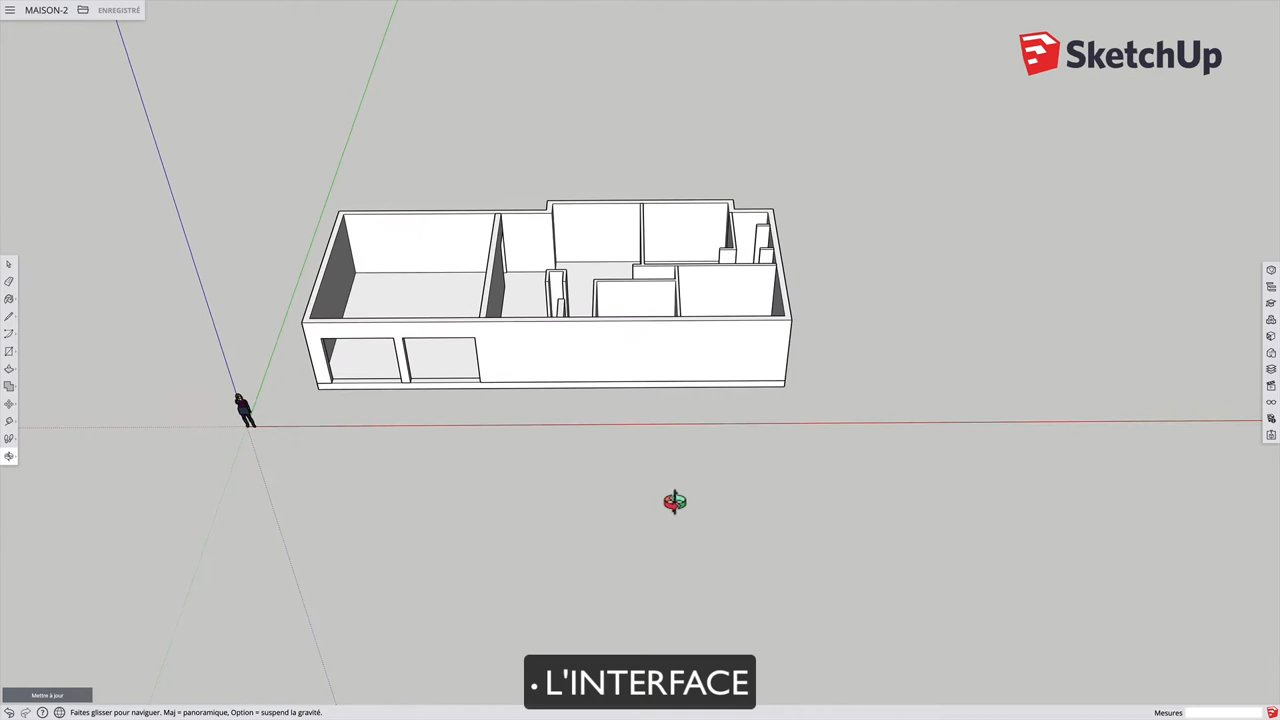 MAISON-2
ENREGISTRÉ
SketchUp
• L'INTERFACE
Mettre à jour
Faites glisser pour naviguer. Maj = panoramique, Option = suspend la gravité.
Mesures